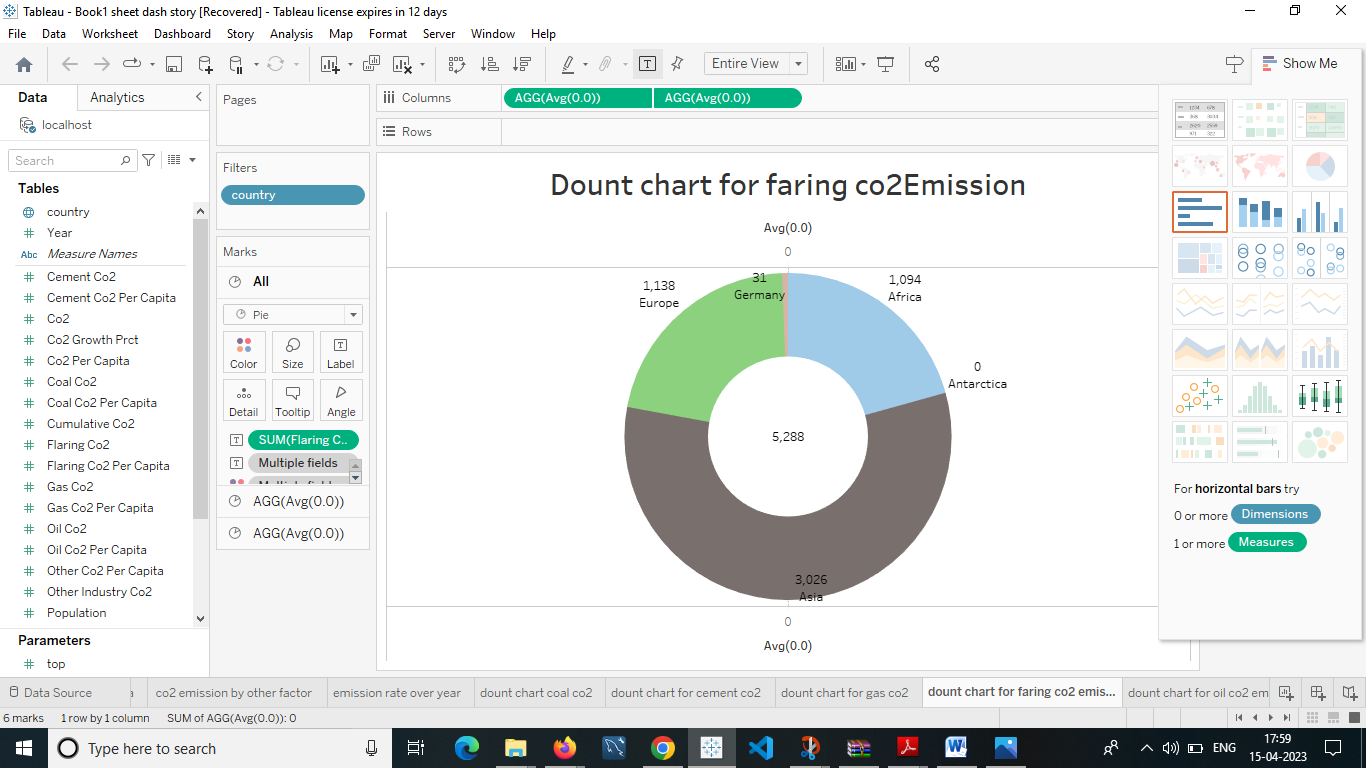 Tableau - Book1 sheet dash story [Recovered] - Tableau license expires in 12 days
File Data Worksheet Dashboard Story Analysis Map Format Server Window Help
Entire View
Show Me
Data Analytics
localhost
Search
Tables
country
Year
Abc Measure Names
Cement Co2
Cement Co2 Per Capita
Co2
Co2 Growth Prct
Co2 Per Capita
Coal Co2
Coal Co2 Per Capita
Cumulative Co2
Flaring Co2
Flaring Co2 Per Capita
Gas Co2
Gas Co2 Per Capita
Oil Co2
Oil Co2 Per Capita
Other Co2 Per Capita
Other Industry Co2
Population
Parameters
top
Pages
Filters
country
Marks
All
Pie
Color Size Label
Detail Tooltip Angle
SUM(Flaring C..
Multiple fields
AGG(Avg(0.0))
AGG(Avg(0.0))
Columns AGG(Avg(0.0)) AGG(Avg(0.0))
Rows
Dount chart for faring co2Emission
Avg(0.0)
0
31
Germany
1,138
Europe
1,094
Africa
0
Antarctica
5,288
3,026
Asia
0
Avg(0.0)
For horizontal bars try
0 or more Dimensions
1 or more Measures
Data Source a co2 emission by other factor emission rate over year dount chart coal co2 dount chart for cement co2 dount chart for gas co2 dount chart for faring co2 emis... dount chart for oil co2 em
6 marks 1 row by 1 column SUM of AGG(Avg(0.0)): 0
Type here to search
ENG
17:59
15-04-2023